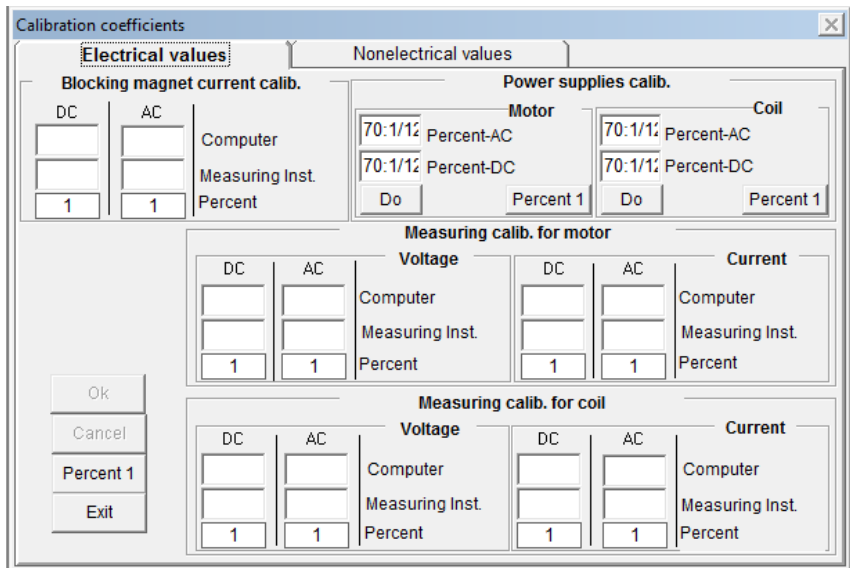 Calibration coefficients
Electrical values
Nonelectrical values
Blocking magnet current calib.
DC AC
Computer
Measuring Inst.
1 1 Percent
Power supplies calib.
Motor
70:1/12 Percent-AC
70:1/12 Percent-DC
Do Percent 1
Coil
70:1/12 Percent-AC
70:1/12 Percent-DC
Do Percent 1
Measuring calib. for motor
Voltage
DC AC
Computer
Measuring Inst.
1 1 Percent
Current
DC AC
Computer
Measuring Inst.
1 1 Percent
Ok
Cancel
Percent 1
Exit
Measuring calib. for coil
Voltage
DC AC
Computer
Measuring Inst.
1 1 Percent
Current
DC AC
Computer
Measuring Inst.
1 1 Percent